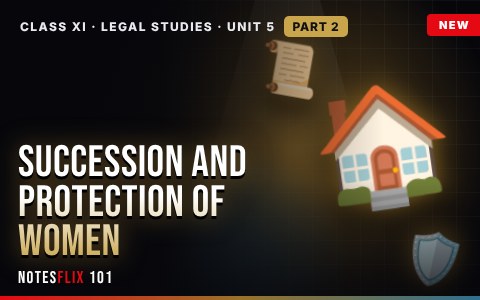 CLASS XI · LEGAL STUDIES · UNIT 5 PART 2
NEW
SUCCESSION AND
PROTECTION OF
WOMEN
NOTESFLIX 101